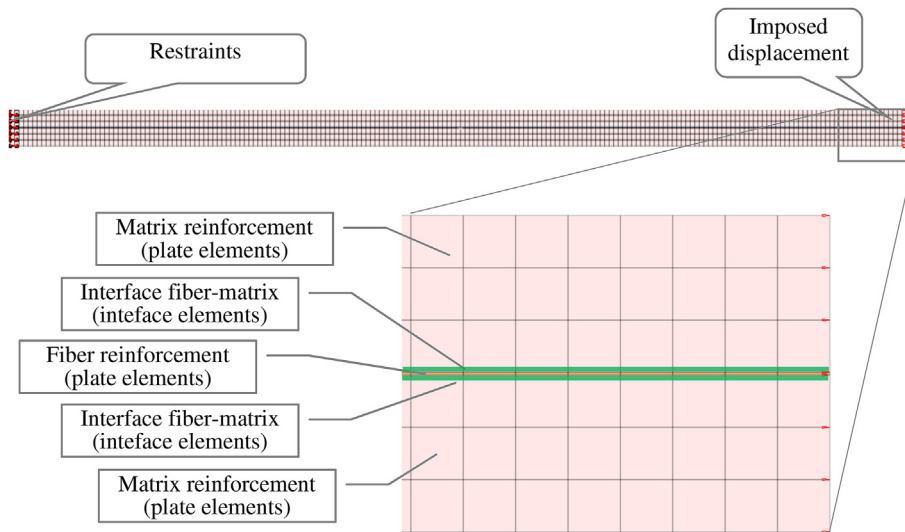 Restraints
Imposed
displacement
Matrix reinforcement
(plate elements)
Interface fiber-matrix
(inteface elements)
Fiber reinforcement
(plate elements)
Interface fiber-matrix
(inteface elements)
Matrix reinforcement
(plate elements)